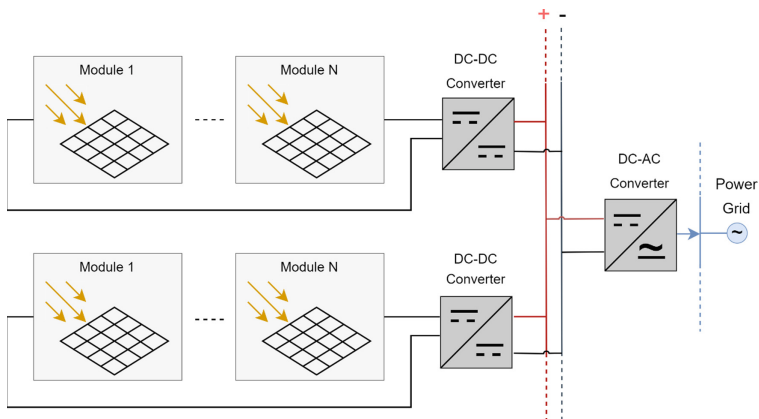 + -
Module 1
Module N
DC-DC
Converter
DC-AC
Converter
Power
Grid
~
Module 1
Module N
DC-DC
Converter